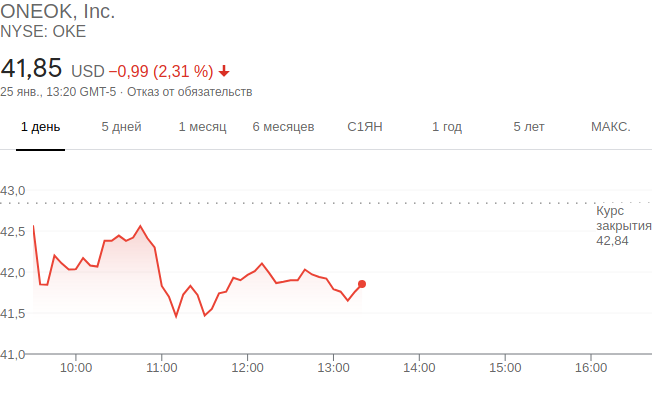 ONEOK, Inc.
NYSE: OKE
41,85 USD −0,99 (2,31 %)
25 янв., 13:20 GMT-5 · Отказ от обязательств
1 день 5 дней 1 месяц 6 месяцев С1ЯН 1 год 5 лет МАКС.
43,0
Курс
закрытия
42,84
42,5
42,0
41,5
41,0
10:00 11:00 12:00 13:00 14:00 15:00 16:00